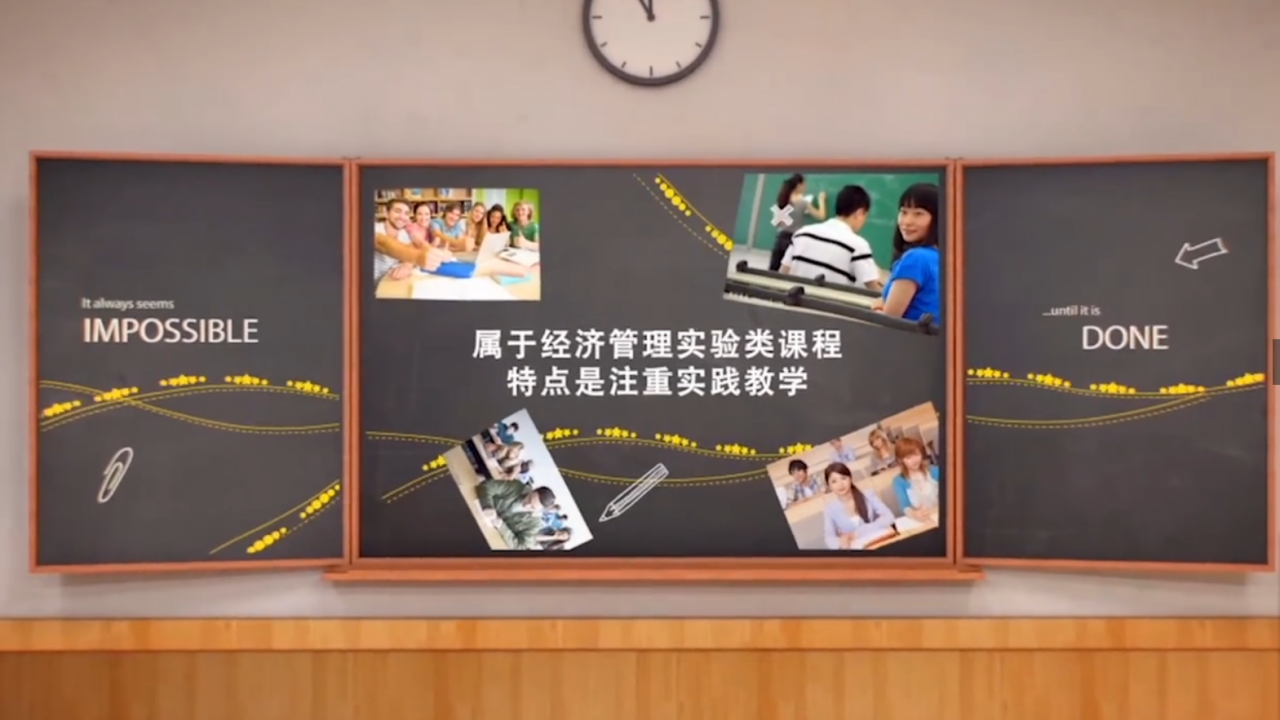 It always seems
IMPOSSIBLE
属于经济管理实验类课程
特点是注重实践教学
...until it is
DONE